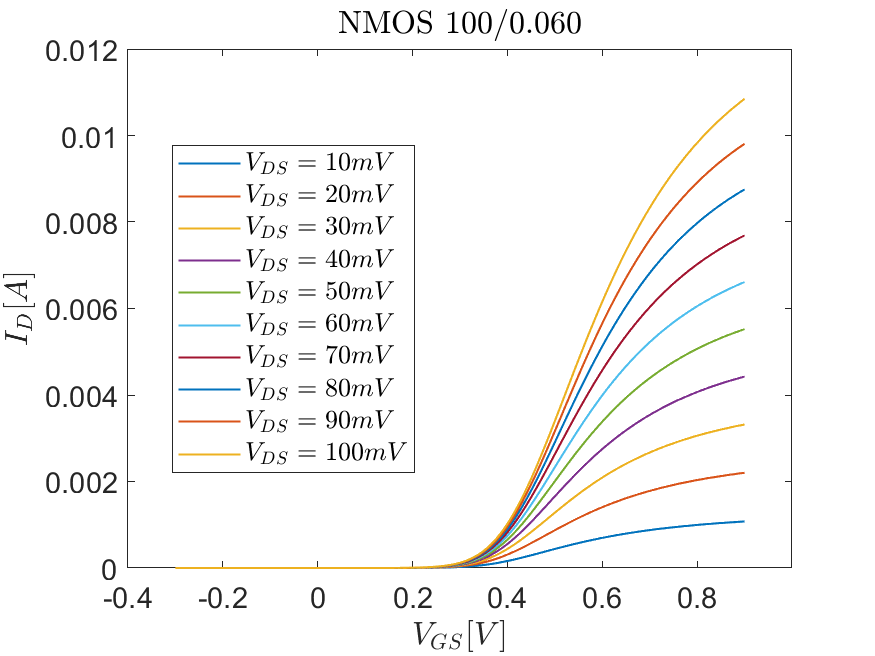 NMOS 100/0.060
0.012
0.01
0.008
0.006
0.004
0.002
0
I_D[A]
V_DS = 10mV
V_DS = 20mV
V_DS = 30mV
V_DS = 40mV
V_DS = 50mV
V_DS = 60mV
V_DS = 70mV
V_DS = 80mV
V_DS = 90mV
V_DS = 100mV
-0.4 -0.2 0 0.2 0.4 0.6 0.8
V_GS[V]